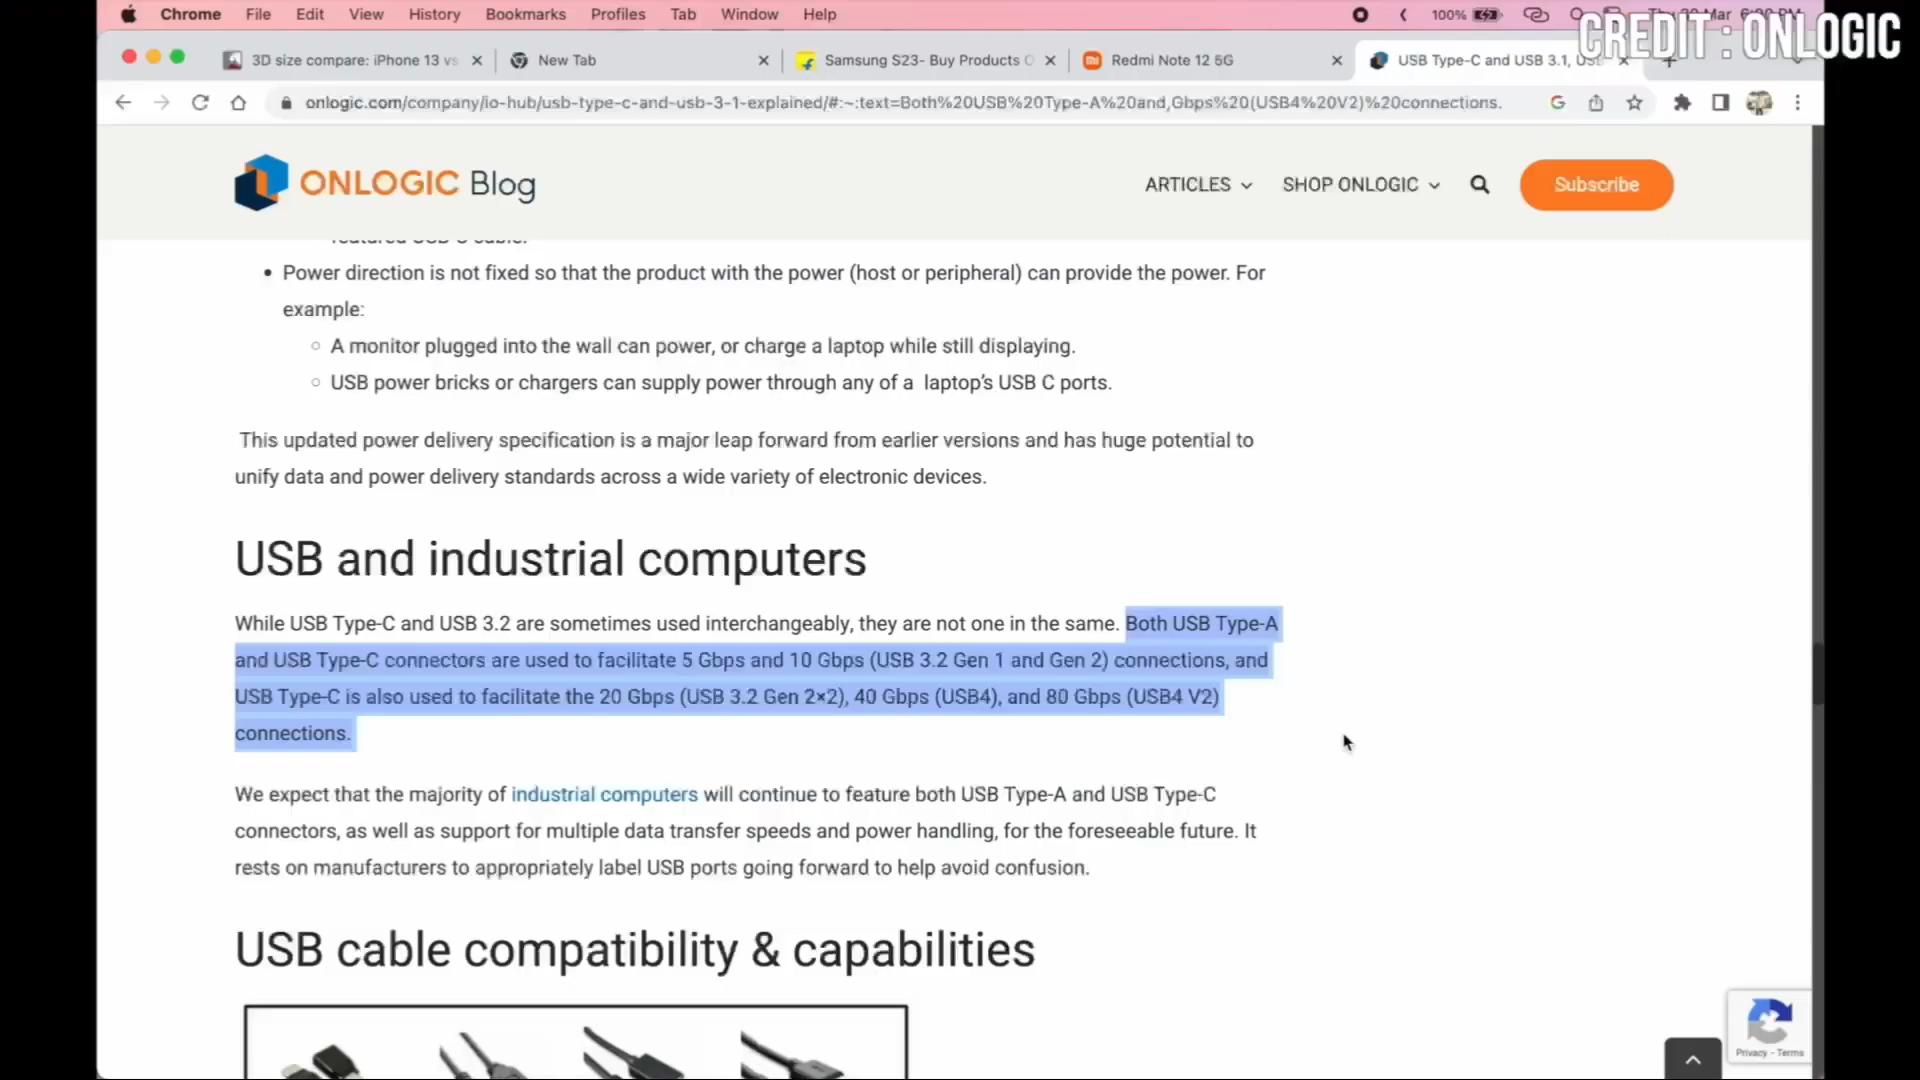 Chrome File Edit View History Bookmarks Profiles Tab Window Help 100%
CREDIT : ONLOGIC
3D size compare: iPhone 13 vs
New Tab
Samsung S23- Buy Products O
Redmi Note 12 5G
USB Type-C and USB 3.1, US
onlogic.com/company/io-hub/usb-type-c-and-usb-3-1-explained/#:~:text=Both%20USB%20Type-A%20and,Gbps%20(USB4%20V2)%20connections.
ONLOGIC Blog
ARTICLES
SHOP ONLOGIC
Subscribe
featured USB C cable.
• Power direction is not fixed so that the product with the power (host or peripheral) can provide the power. For
example:
○ A monitor plugged into the wall can power, or charge a laptop while still displaying.
○ USB power bricks or chargers can supply power through any of a laptop's USB C ports.
This updated power delivery specification is a major leap forward from earlier versions and has huge potential to
unify data and power delivery standards across a wide variety of electronic devices.
USB and industrial computers
While USB Type-C and USB 3.2 are sometimes used interchangeably, they are not one in the same. Both USB Type-A
and USB Type-C connectors are used to facilitate 5 Gbps and 10 Gbps (USB 3.2 Gen 1 and Gen 2) connections, and
USB Type-C is also used to facilitate the 20 Gbps (USB 3.2 Gen 2×2), 40 Gbps (USB4), and 80 Gbps (USB4 V2)
connections.
We expect that the majority of industrial computers will continue to feature both USB Type-A and USB Type-C
connectors, as well as support for multiple data transfer speeds and power handling, for the foreseeable future. It
rests on manufacturers to appropriately label USB ports going forward to help avoid confusion.
USB cable compatibility & capabilities
Privacy - Terms